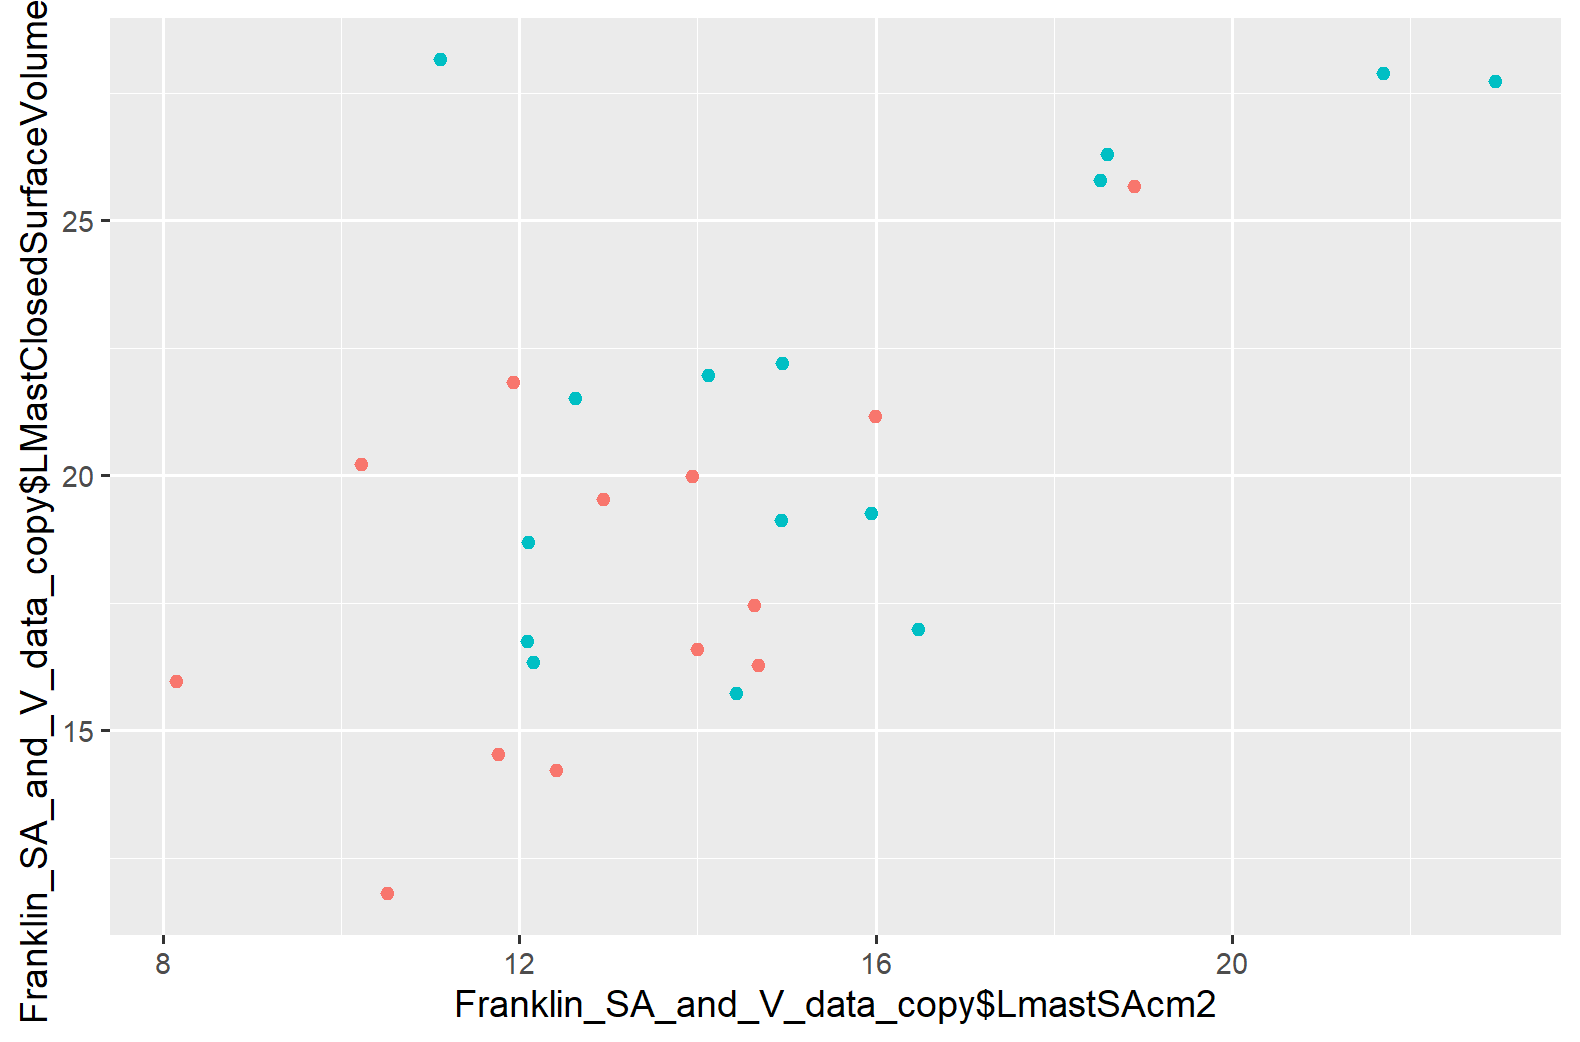 Franklin_SA_and_V_data_copy$LMastClosedSurfaceVolume
25
20
15
8 12 16 20
Franklin_SA_and_V_data_copy$LmastSAcm2